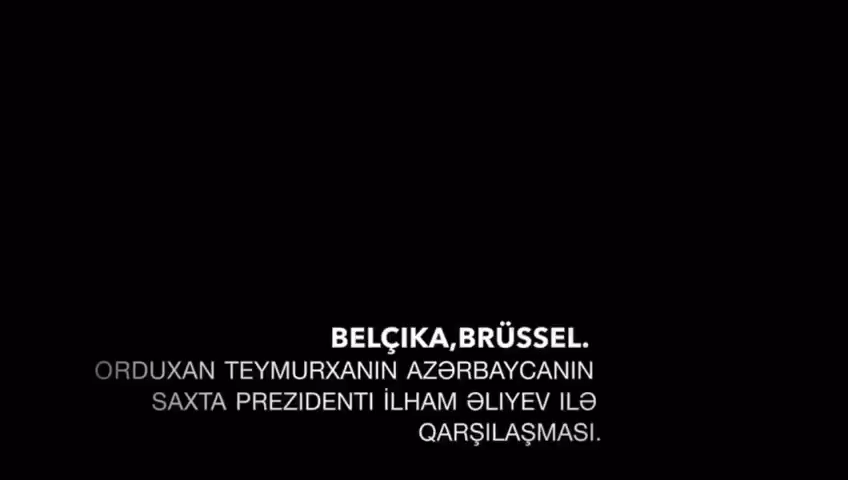 BELÇIKA,BRÜSSEL.
ORDUXAN TEYMURXANIN AZƏRBAYCANIN
SAXTA PREZIDENTI İLHAM ƏLIYEV ILƏ
QARŞILAŞMASI.